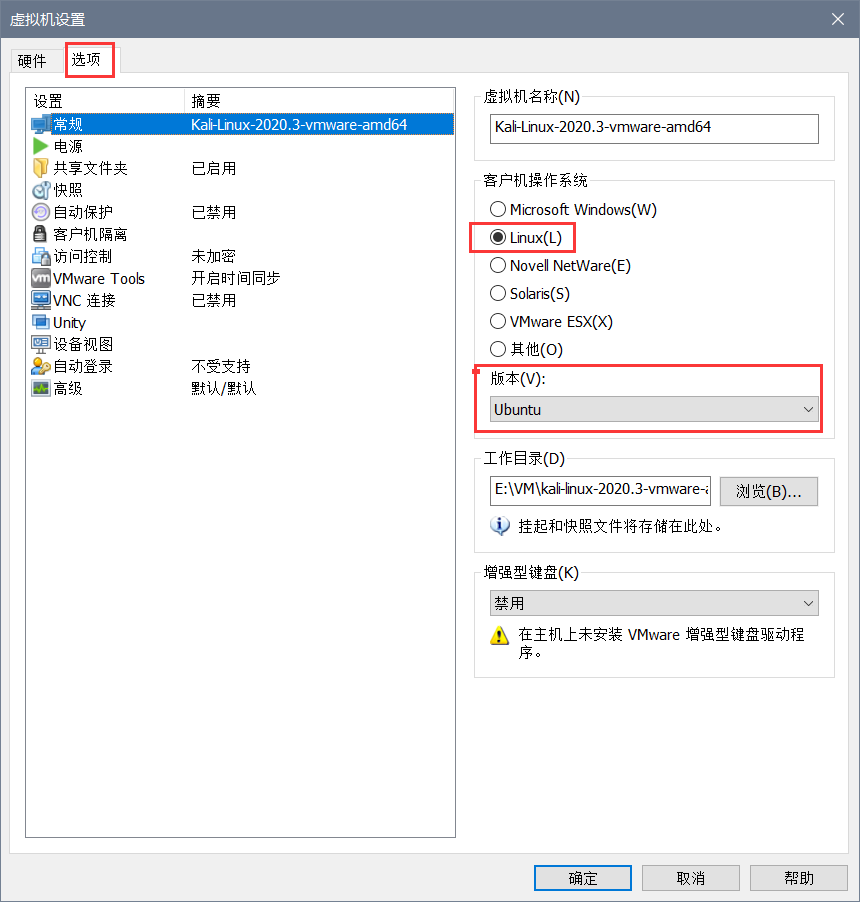 虚拟机设置
硬件 选项
设置 摘要
常规 Kali-Linux-2020.3-vmware-amd64
电源
共享文件夹 已启用
快照
自动保护 已禁用
客户机隔离
访问控制 未加密
VMware Tools 开启时间同步
VNC 连接 已禁用
Unity
设备视图
自动登录 不受支持
高级 默认/默认
虚拟机名称(N)
Kali-Linux-2020.3-vmware-amd64
客户机操作系统
Microsoft Windows(W)
Linux(L)
Novell NetWare(E)
Solaris(S)
VMware ESX(X)
其他(O)
版本(V):
Ubuntu
工作目录(D)
E:\VM\kali-linux-2020.3-vmware-a 浏览(B)...
挂起和快照文件将存储在此处。
增强型键盘(K)
禁用
在主机上未安装 VMware 增强型键盘驱动程
序。
确定 取消 帮助